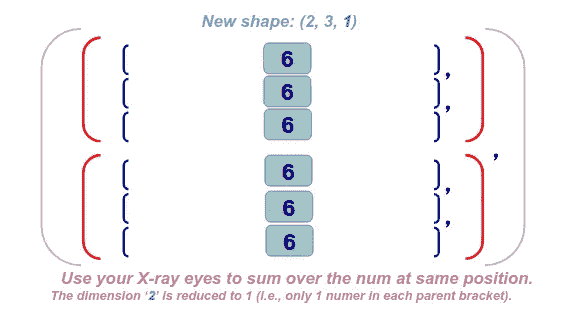 New shape: (2, 3, 1)
[ 6 ],
[ 6 ],
[ 6 ]
,
[ 6 ],
[ 6 ],
[ 6 ]
Use your X-ray eyes to sum over the num at same position.
The dimension ‘2’ is reduced to 1 (i.e., only 1 numer in each parent bracket).